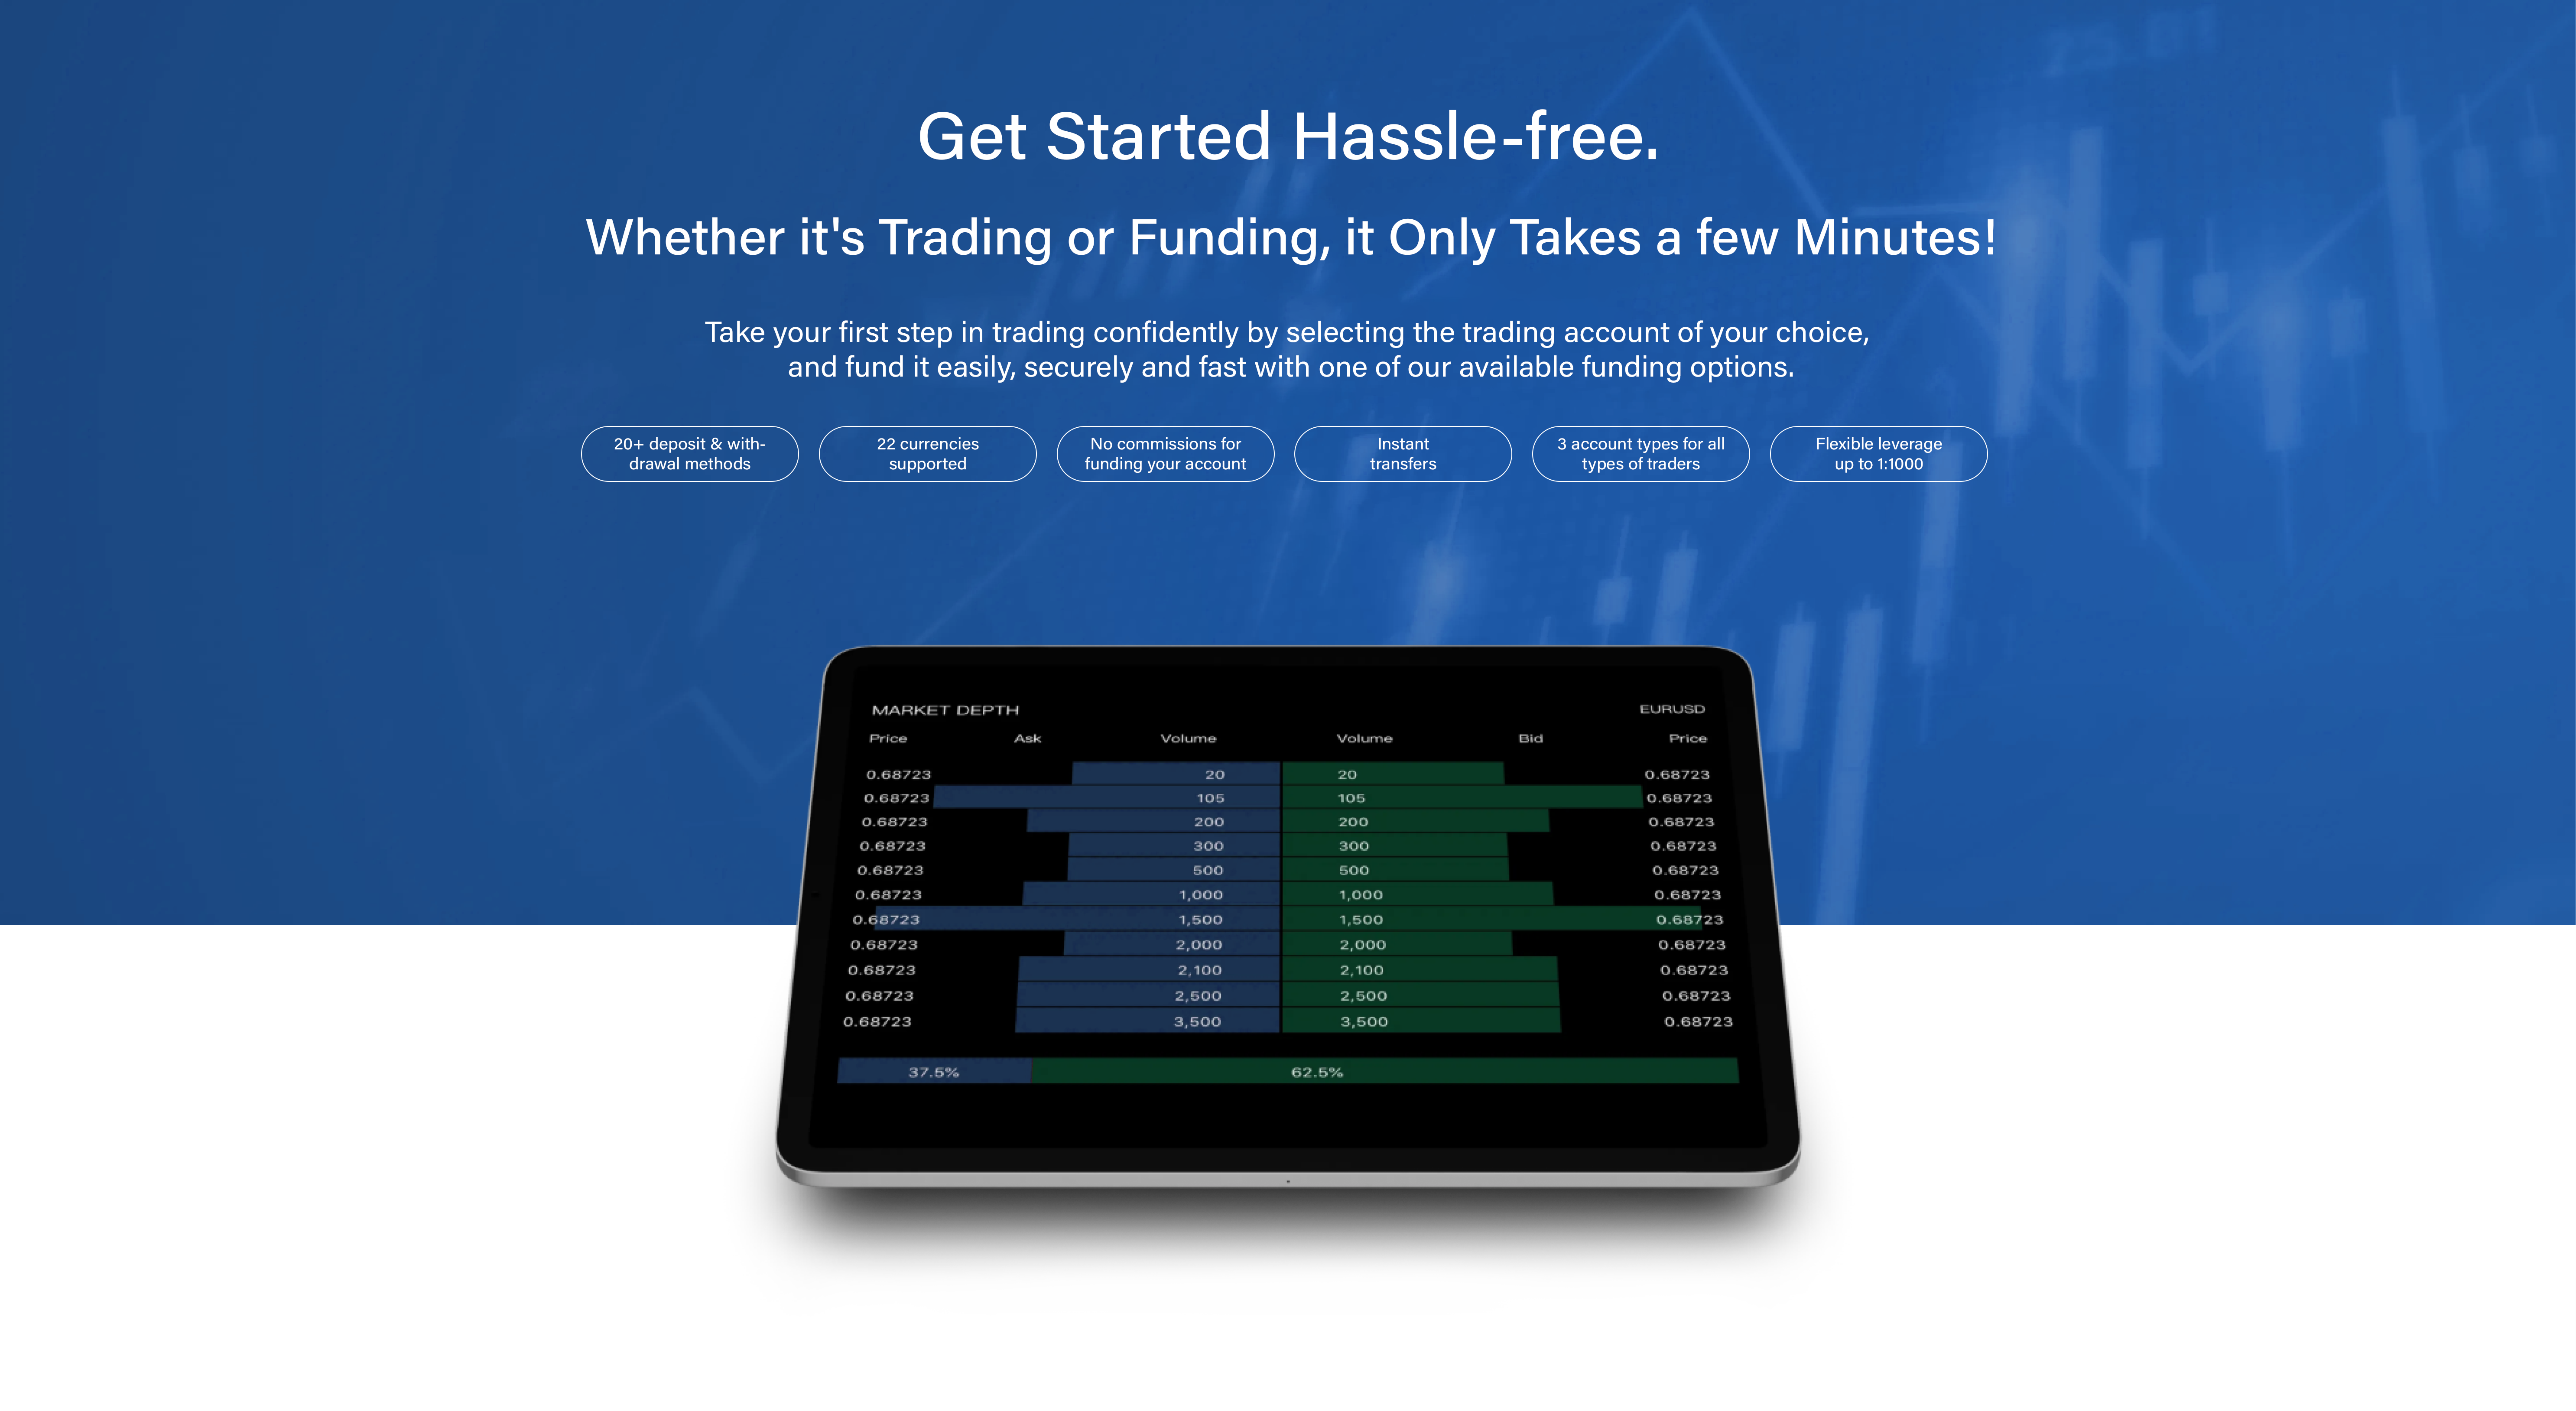 Get Started Hassle-free.
Whether it's Trading or Funding, it Only Takes a few Minutes!
Take your first step in trading confidently by selecting the trading account of your choice,
and fund it easily, securely and fast with one of our available funding options.
20+ deposit & with-
drawal methods
22 currencies
supported
No commissions for
funding your account
Instant
transfers
3 account types for all
types of traders
Flexible leverage
up to 1:1000
MARKET DEPTH EURUSD
Price Ask Volume Volume Bid Price
0.68723 20 20 0.68723
0.68723 105 105 0.68723
0.68723 200 200 0.68723
0.68723 300 300 0.68723
0.68723 500 500 0.68723
0.68723 1,000 1,000 0.68723
0.68723 1,500 1,500 0.68723
0.68723 2,000 2,000 0.68723
0.68723 2,100 2,100 0.68723
0.68723 2,500 2,500 0.68723
0.68723 3,500 3,500 0.68723
37.5% 62.5%